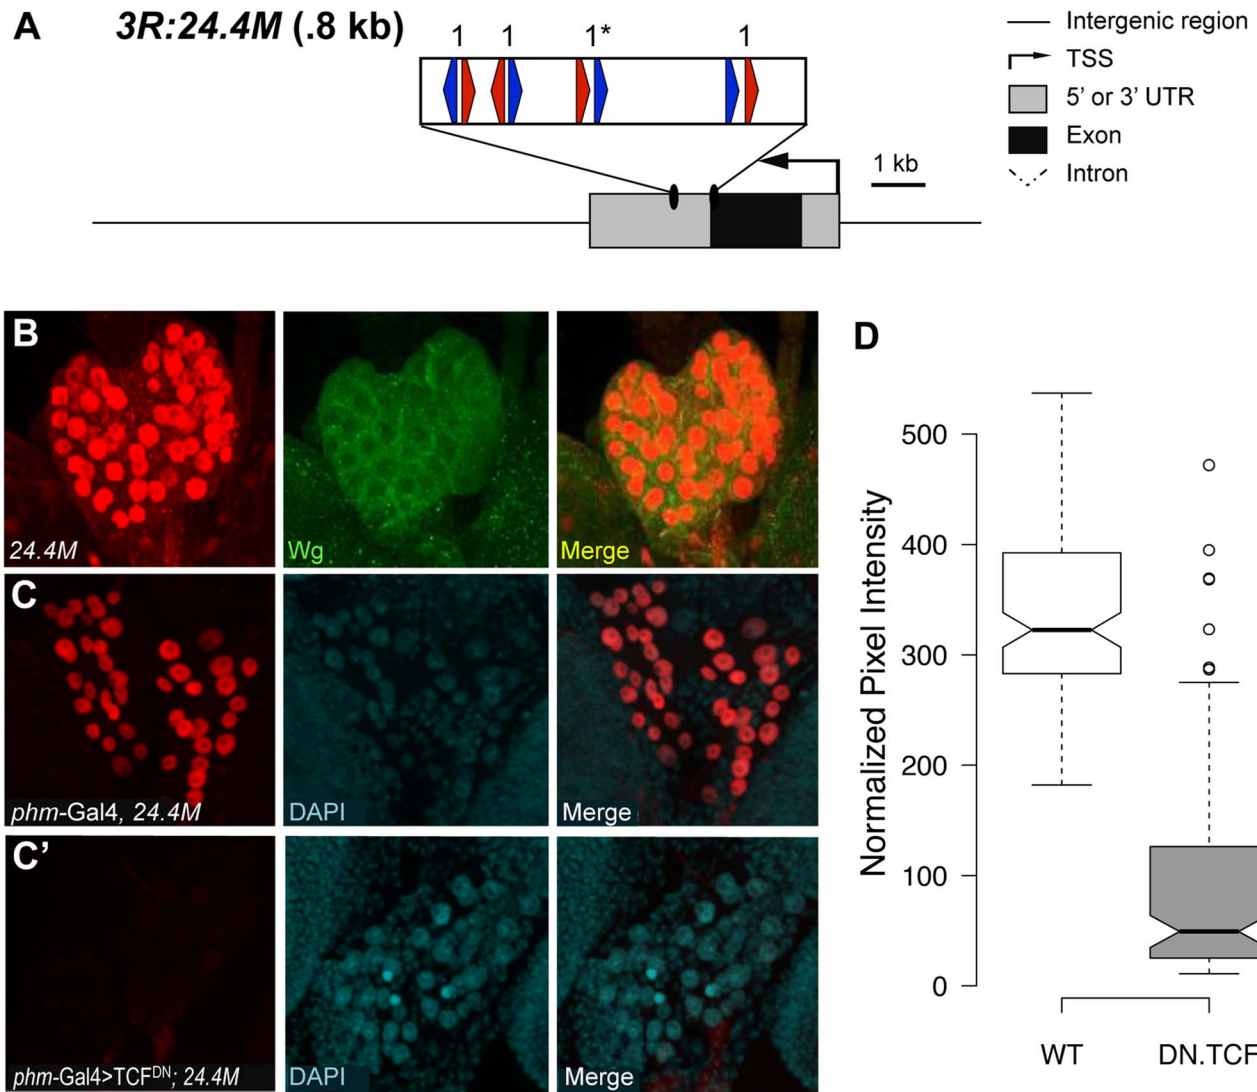 A
3R:24.4M (.8 kb)
1 1 1* 1
1 kb
Intergenic region
TSS
5' or 3' UTR
Exon
Intron
B
24.4M
Wg
Merge
C
phm-Gal4, 24.4M
DAPI
Merge
C'
phm-Gal4>TCFDN; 24.4M
DAPI
Merge
D
Normalized Pixel Intensity
500
400
300
200
100
0
WT DN.TCF